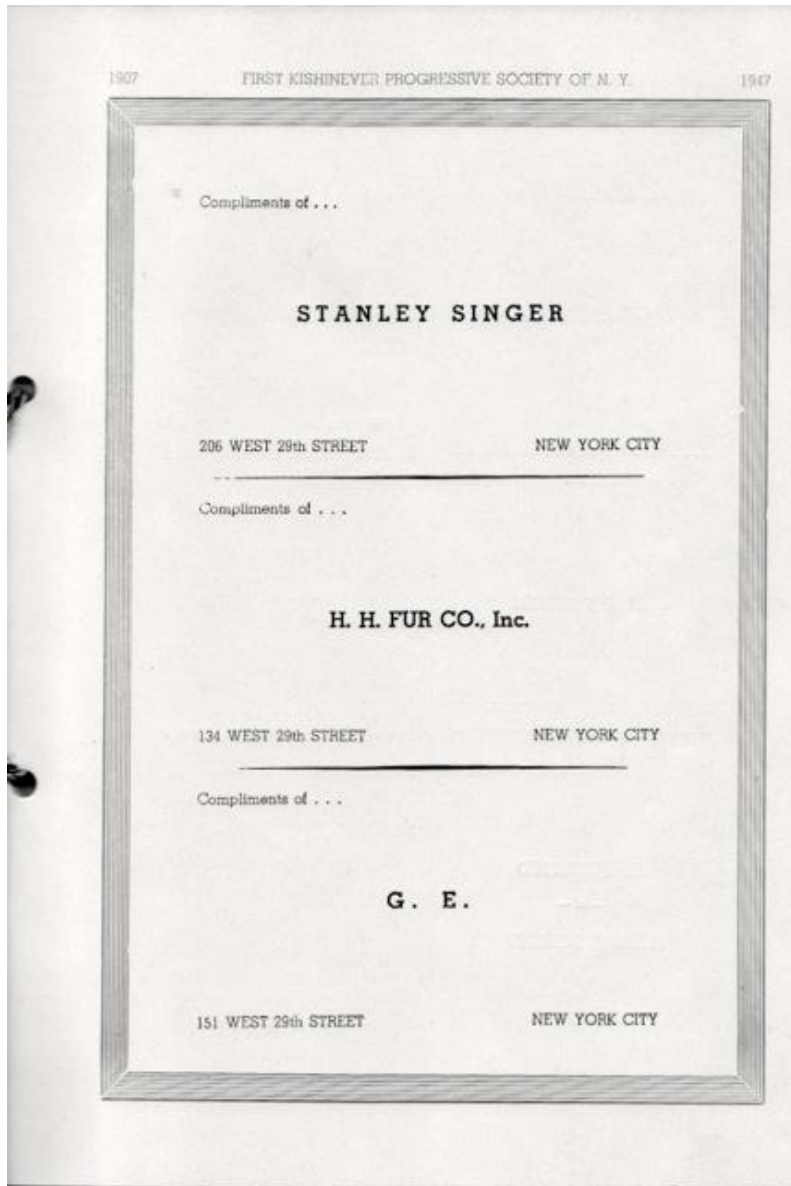 1907 FIRST KISHINEVER PROGRESSIVE SOCIETY OF N. Y. 1947
Compliments of . . .
STANLEY SINGER
206 WEST 29th STREET NEW YORK CITY
Compliments of . . .
H. H. FUR CO., Inc.
134 WEST 29th STREET NEW YORK CITY
Compliments of . . .
G. E.
151 WEST 29th STREET NEW YORK CITY